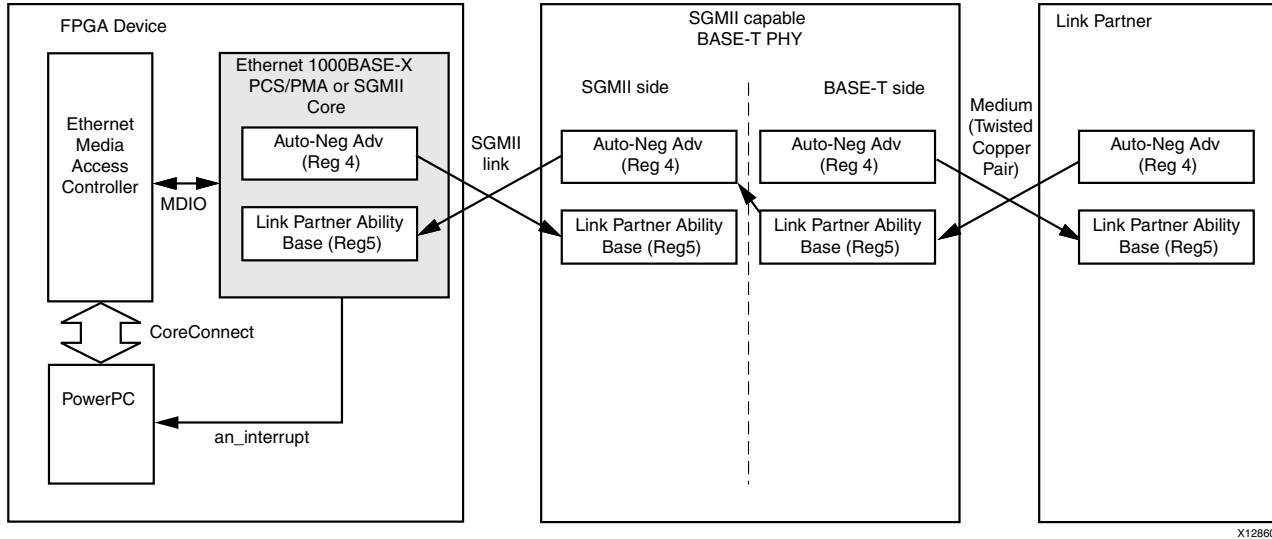 FPGA Device
Ethernet
Media
Access
Controller
MDIO
Ethernet 1000BASE-X
PCS/PMA or SGMII
Core
Auto-Neg Adv
(Reg 4)
Link Partner Ability
Base (Reg5)
CoreConnect
PowerPC
an_interrupt
SGMII
link
SGMII capable
BASE-T PHY
SGMII side
Auto-Neg Adv
(Reg 4)
Link Partner Ability
Base (Reg5)
BASE-T side
Auto-Neg Adv
(Reg 4)
Link Partner Ability
Base (Reg5)
Medium
(Twisted
Copper
Pair)
Link Partner
Auto-Neg Adv
(Reg 4)
Link Partner Ability
Base (Reg5)
X12860